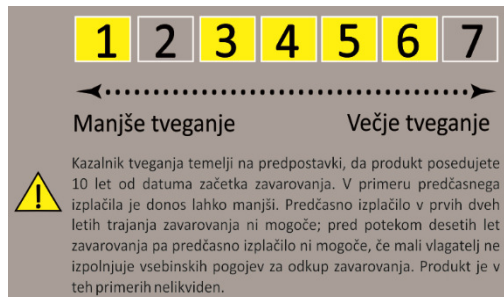 1 2 3 4 5 6 7
Manjše tveganje Večje tveganje
Kazalnik tveganja temelji na predpostavki, da produkt posedujete
10 let od datuma začetka zavarovanja. V primeru predčasnega
izplačila je donos lahko manjši. Predčasno izplačilo v prvih dveh
letih trajanja zavarovanja ni mogoče; pred potekom desetih let
zavarovanja pa predčasno izplačilo ni mogoče, če mali vlagatelj ne
izpolnjuje vsebinskih pogojev za odkup zavarovanja. Produkt je v
teh primerih nelikviden.